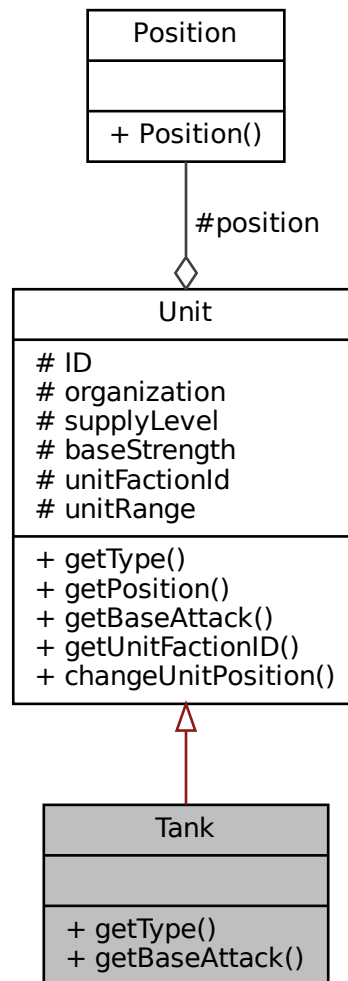 Position
+ Position()
#position
Unit
# ID
# organization
# supplyLevel
# baseStrength
# unitFactionId
# unitRange
+ getType()
+ getPosition()
+ getBaseAttack()
+ getUnitFactionID()
+ changeUnitPosition()
Tank
+ getType()
+ getBaseAttack()